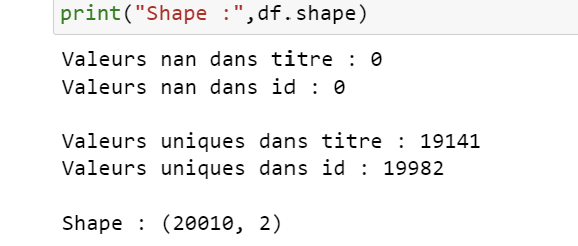 print("Shape :",df.shape)
Valeurs nan dans titre : 0
Valeurs nan dans id : 0
Valeurs uniques dans titre : 19141
Valeurs uniques dans id : 19982
Shape : (20010, 2)